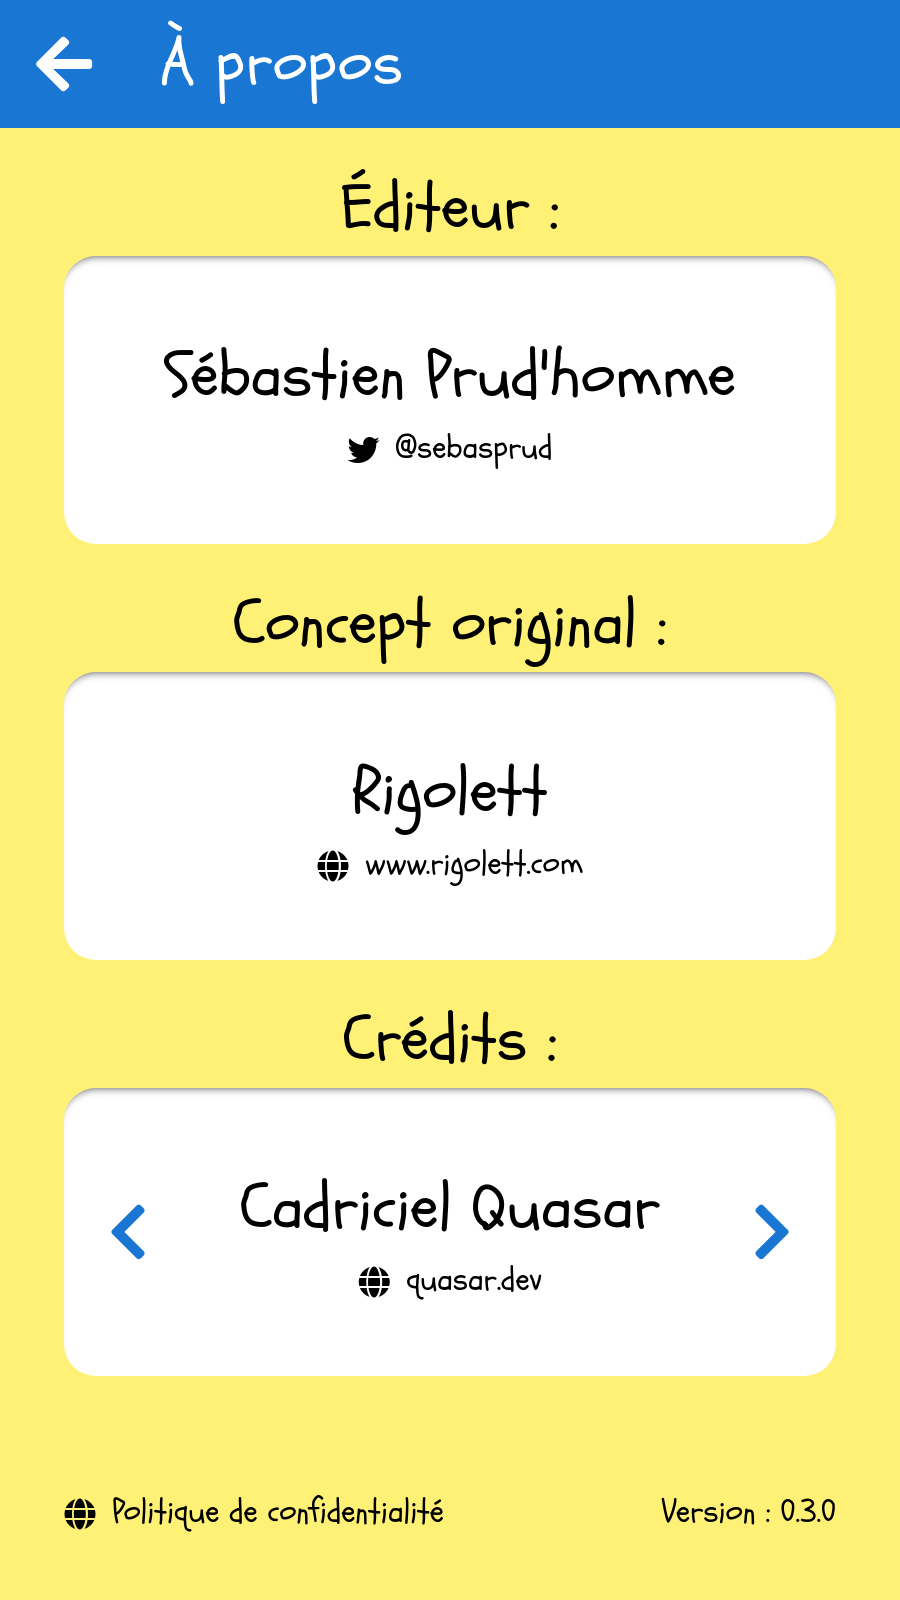 À propos
Éditeur :
Sébastien Prud'homme
@sebasprud
Concept original :
Rigolett
www.rigolett.com
Crédits :
Cadriciel Quasar
quasar.dev
Politique de confidentialité
Version : 0.3.0